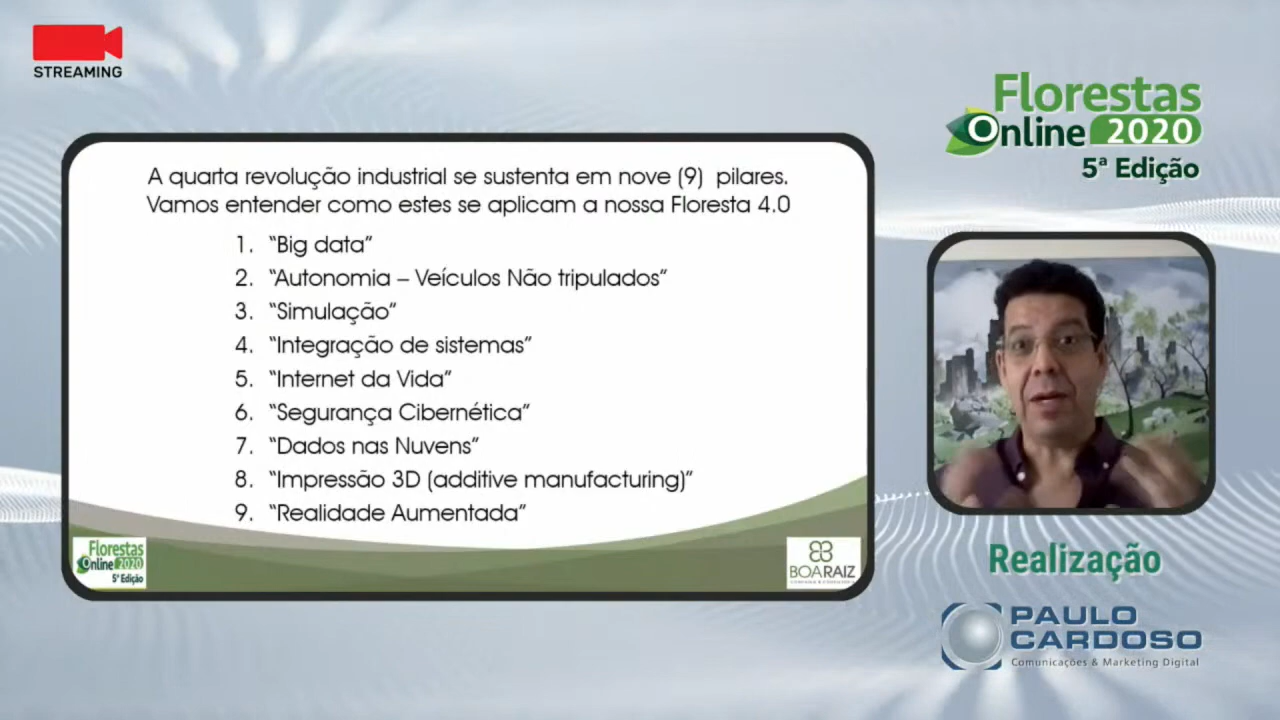 STREAMING
Florestas
Online 2020
5ª Edição
A quarta revolução industrial se sustenta em nove (9) pilares.
Vamos entender como estes se aplicam a nossa Floresta 4.0
1. “Big data”
2. “Autonomia – Veículos Não tripulados”
3. “Simulação”
4. “Integração de sistemas”
5. “Internet da Vida”
6. “Segurança Cibernética”
7. “Dados nas Nuvens”
8. “Impressão 3D (additive manufacturing)”
9. “Realidade Aumentada”
Florestas
Online 2020
5ª Edição
BOARAIZ
Realização
PAULO
CARDOSO
Comunicações & Marketing Digital